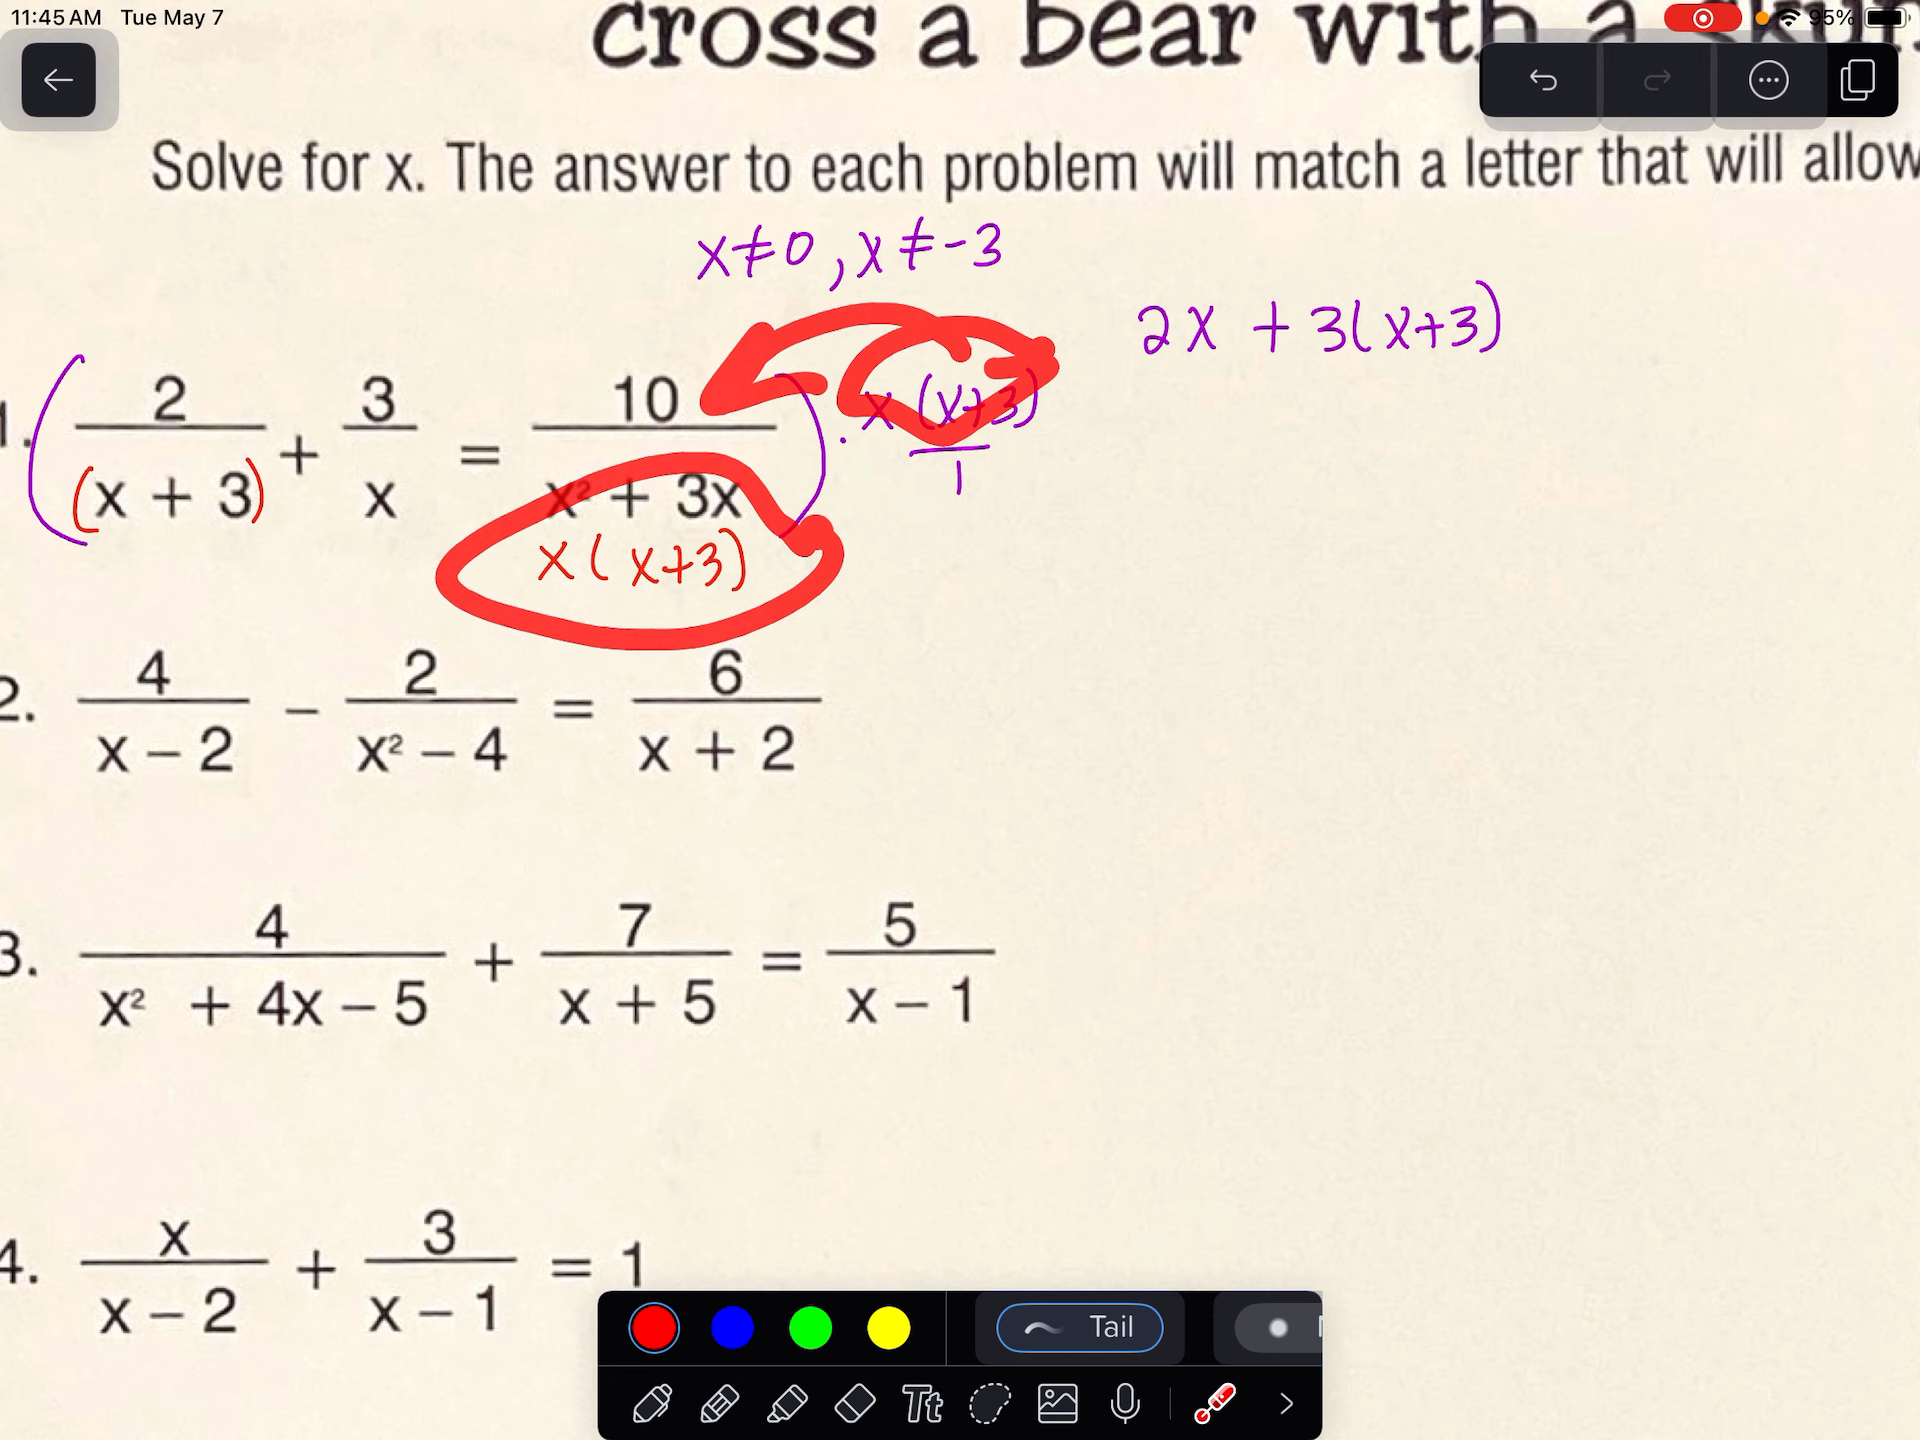 11:45 AM Tue May 7
95%
cross a bear with a
Solve for x. The answer to each problem will match a letter that will allow
x≠0, x≠-3
2x + 3(x+3)
1. ( 2/(x + 3) + 3/x = 10/(x² + 3x) ) · x(x+3)/1
x(x+3)
2. 4/(x – 2) – 2/(x² – 4) = 6/(x + 2)
3. 4/(x² + 4x – 5) + 7/(x + 5) = 5/(x – 1)
4. x/(x – 2) + 3/(x – 1) = 1
Tail
Tt